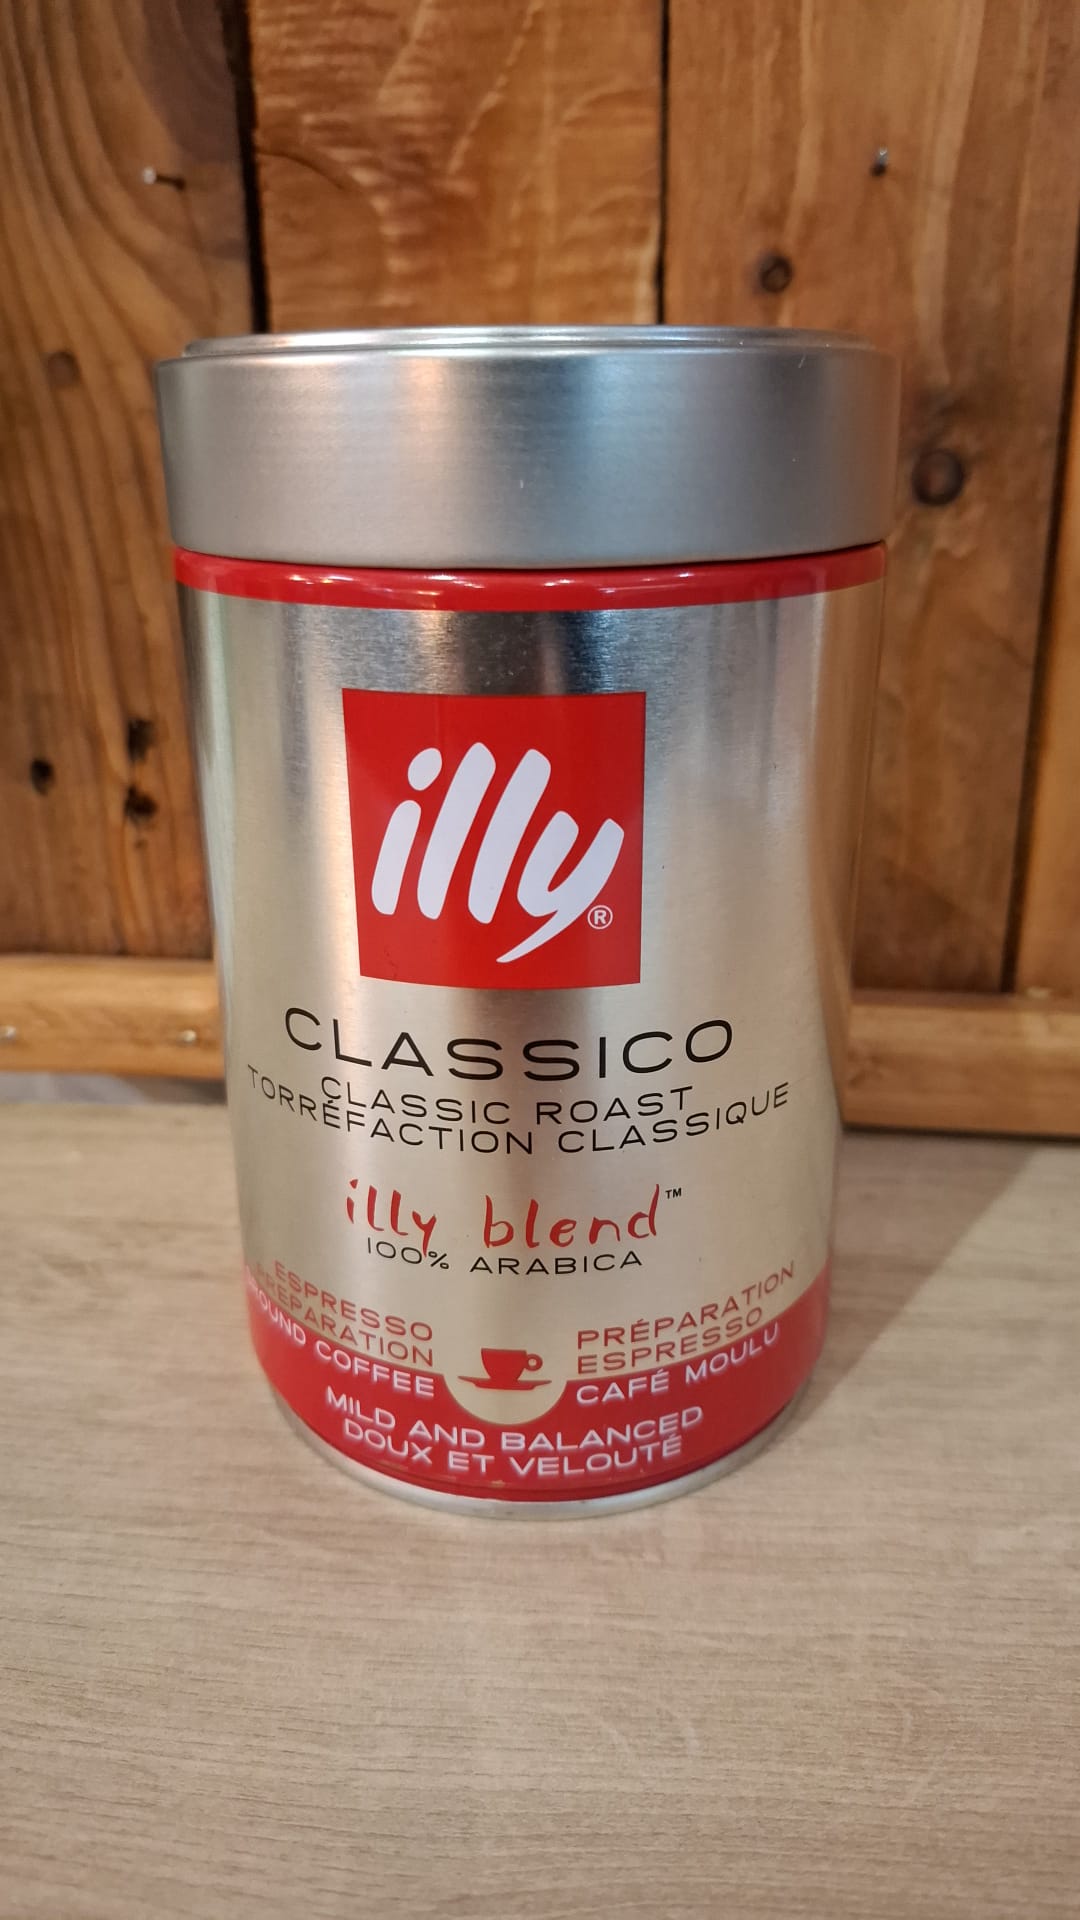 illy®
CLASSICO
CLASSIC ROAST
TORRÉFACTION CLASSIQUE
illy blend™
100% ARABICA
ESPRESSO
PREPARATION
GROUND COFFEE
PRÉPARATION
ESPRESSO
CAFÉ MOULU
MILD AND BALANCED
DOUX ET VELOUTÉ